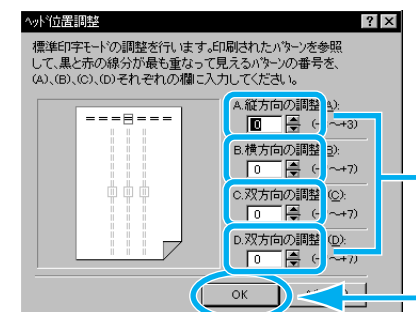 ﾍｯﾄﾞ位置調整
標準印字ﾓｰﾄﾞの調整を行います｡印刷されたﾊﾟﾀｰﾝを参照
して､黒と赤の線分が最も重なって見えるﾊﾟﾀｰﾝの番号を､
(A)､(B)､(C)､(D)それぞれの欄に入力してください｡
A.縦方向の調整(A):
0 (- ～+3)
B.横方向の調整(B):
0 (- ～+7)
C.双方向の調整(C):
0 (- ～+7)
D.双方向の調整(D):
0 (- ～+7)
OK